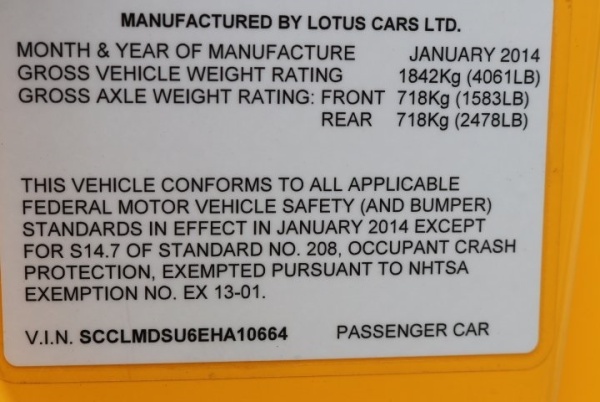 MANUFACTURED BY LOTUS CARS LTD.
MONTH & YEAR OF MANUFACTURE JANUARY 2014
GROSS VEHICLE WEIGHT RATING 1842Kg (4061LB)
GROSS AXLE WEIGHT RATING: FRONT 718Kg (1583LB)
REAR 718Kg (2478LB)
THIS VEHICLE CONFORMS TO ALL APPLICABLE
FEDERAL MOTOR VEHICLE SAFETY (AND BUMPER)
STANDARDS IN EFFECT IN JANUARY 2014 EXCEPT
FOR S14.7 OF STANDARD NO. 208, OCCUPANT CRASH
PROTECTION, EXEMPTED PURSUANT TO NHTSA
EXEMPTION NO. EX 13-01.
V.I.N. SCCLMDSU6EHA10664 PASSENGER CAR